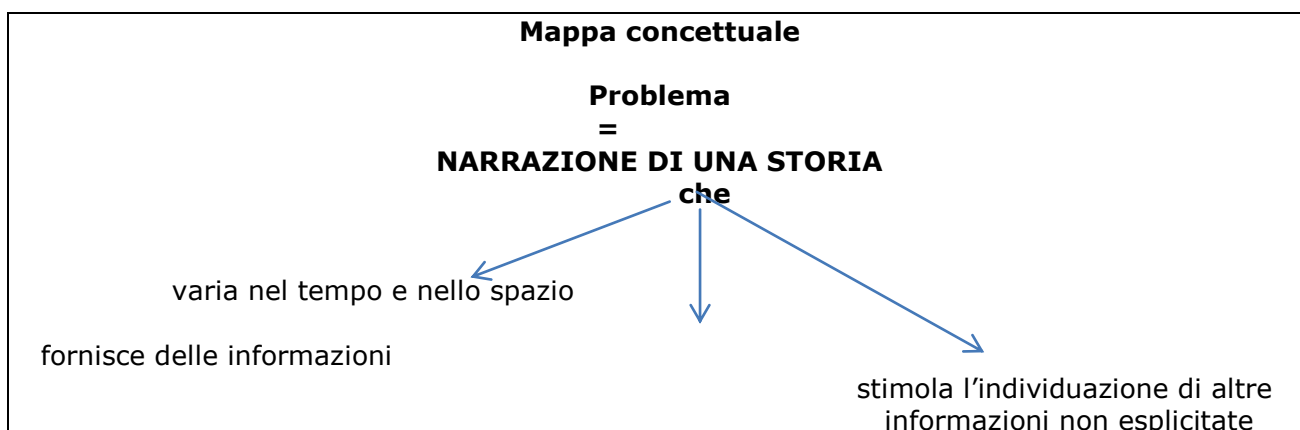 Mappa concettuale
Problema
=
NARRAZIONE DI UNA STORIA
che
varia nel tempo e nello spazio
fornisce delle informazioni
stimola l’individuazione di altre
informazioni non esplicitate